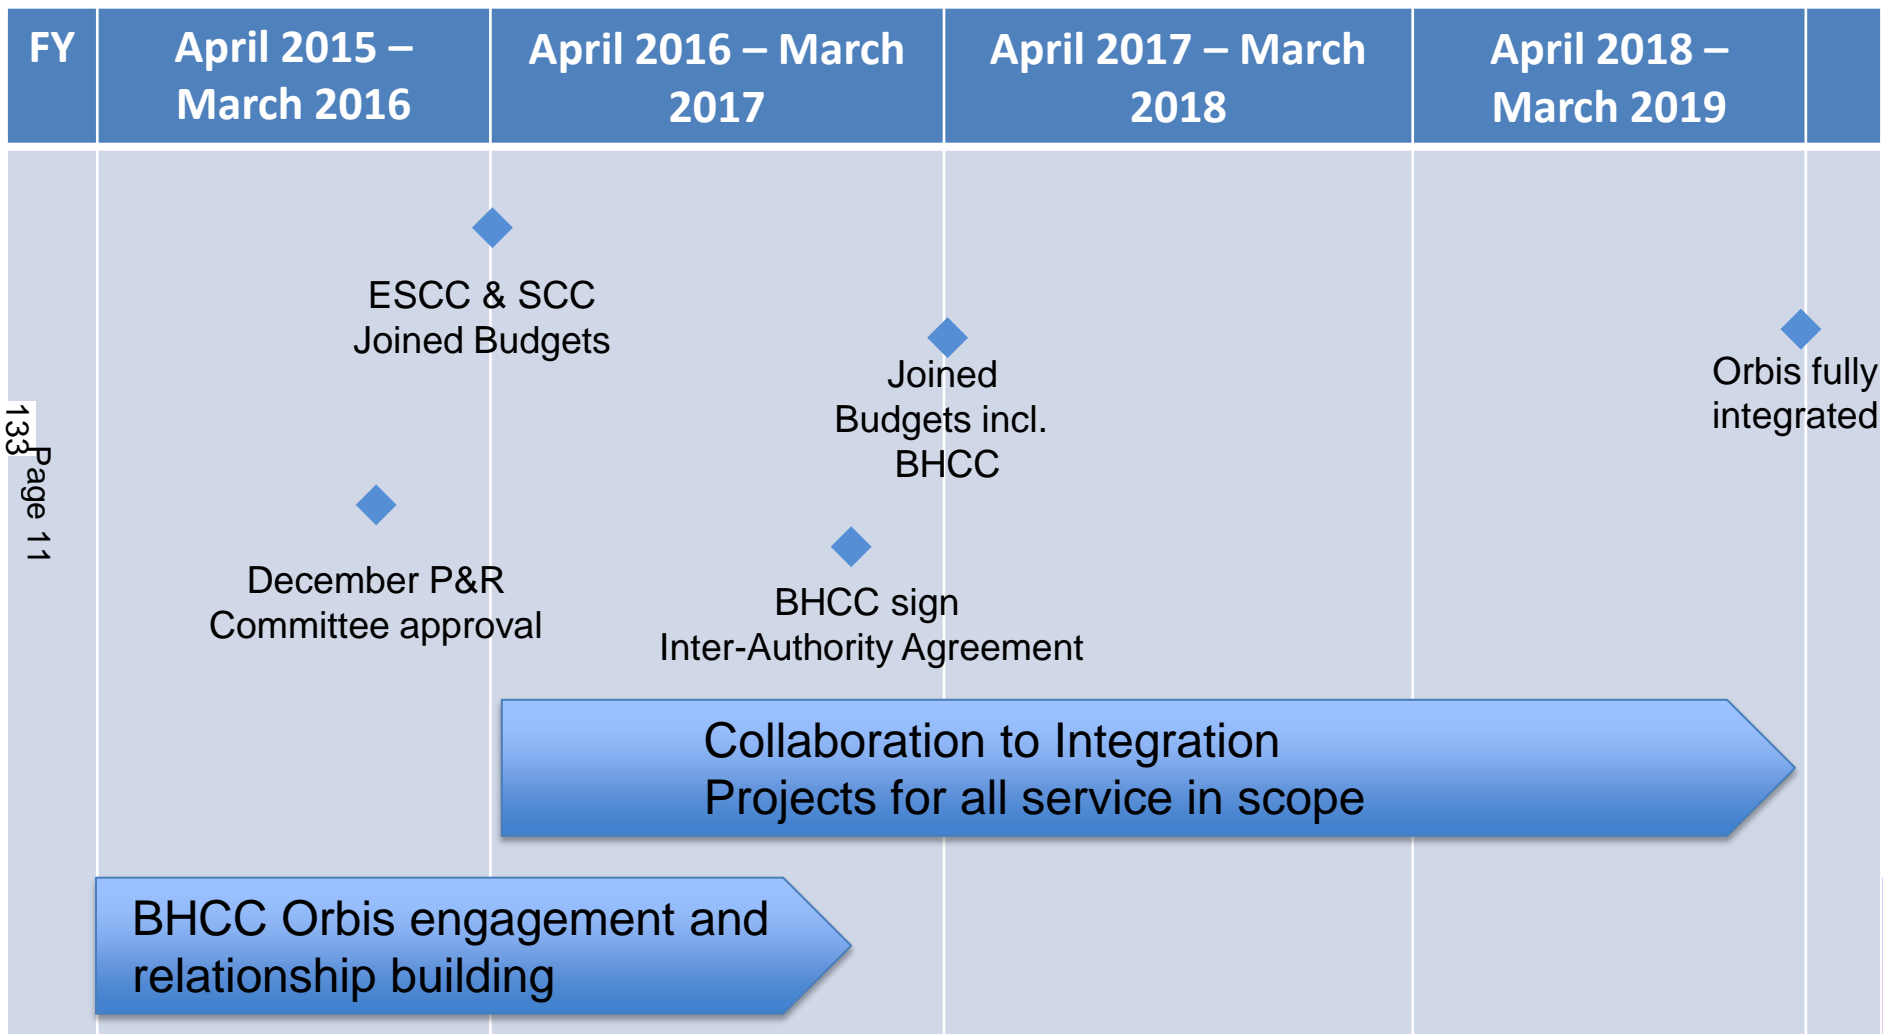 FY
April 2015 –
March 2016
April 2016 – March
2017
April 2017 – March
2018
April 2018 –
March 2019
ESCC & SCC
Joined Budgets
Joined
Budgets incl.
BHCC
Orbis fully
integrated
133
Page 11
December P&R
Committee approval
BHCC sign
Inter-Authority Agreement
Collaboration to Integration
Projects for all service in scope
BHCC Orbis engagement and
relationship building